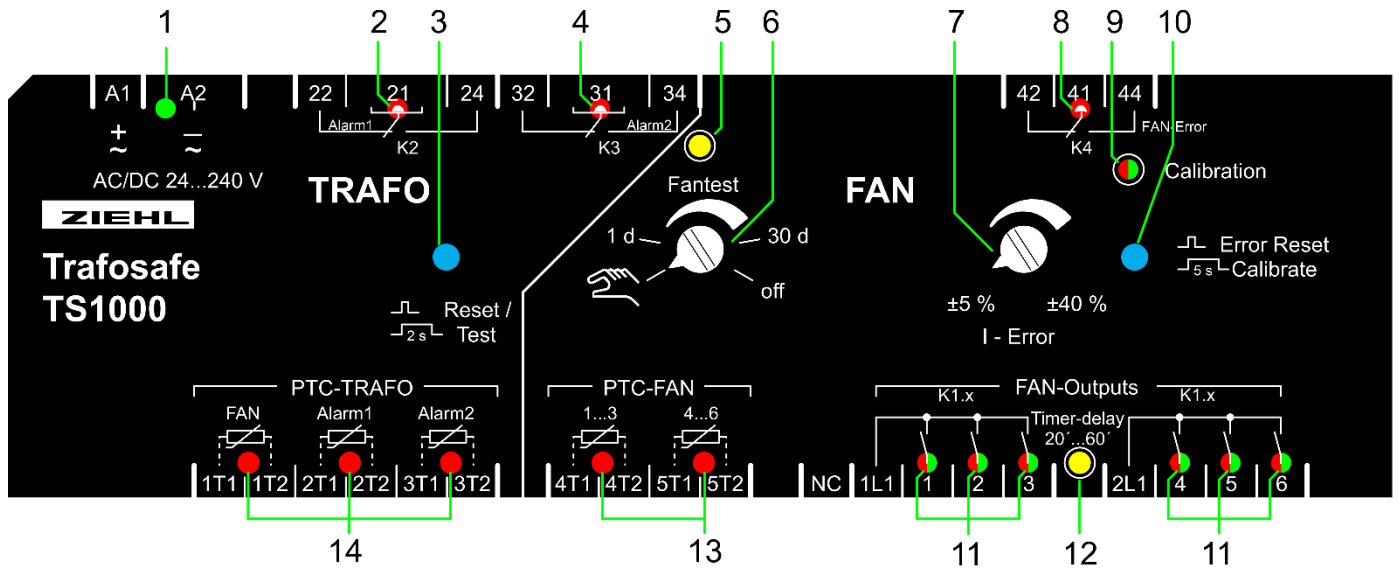 1 2 3 4 5 6 7 8 9 10
A1 A2 22 21 24 32 31 34 42 41 44
Alarm1 Alarm2 FAN-Error
K2 K3 K4
+ –
~ ~
AC/DC 24...240 V
TRAFO
Fantest
FAN
Calibration
ZIEHL
1 d 30 d
off
Error Reset
5 s Calibrate
Trafosafe
TS1000
Reset /
2 s Test
±5 % ±40 %
I - Error
PTC-TRAFO PTC-FAN FAN-Outputs
FAN Alarm1 Alarm2 1...3 4...6 K1.x K1.x
Timer-delay
20´...60´
1T1 1T2 2T1 2T2 3T1 3T2 4T1 4T2 5T1 5T2 NC 1L1 1 2 3 2L1 4 5 6
14 13 11 12 11